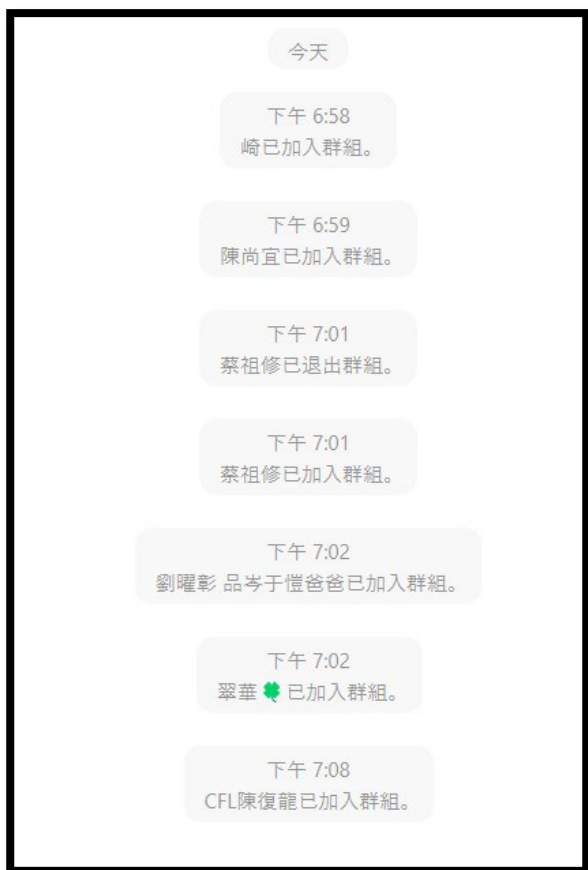 今天
下午 6:58
崎已加入群組。
下午 6:59
陳尚宜已加入群組。
下午 7:01
蔡祖修已退出群組。
下午 7:01
蔡祖修已加入群組。
下午 7:02
劉曜彰 品岑于愷爸爸已加入群組。
下午 7:02
翠華🍀已加入群組。
下午 7:08
CFL陳復龍已加入群組。